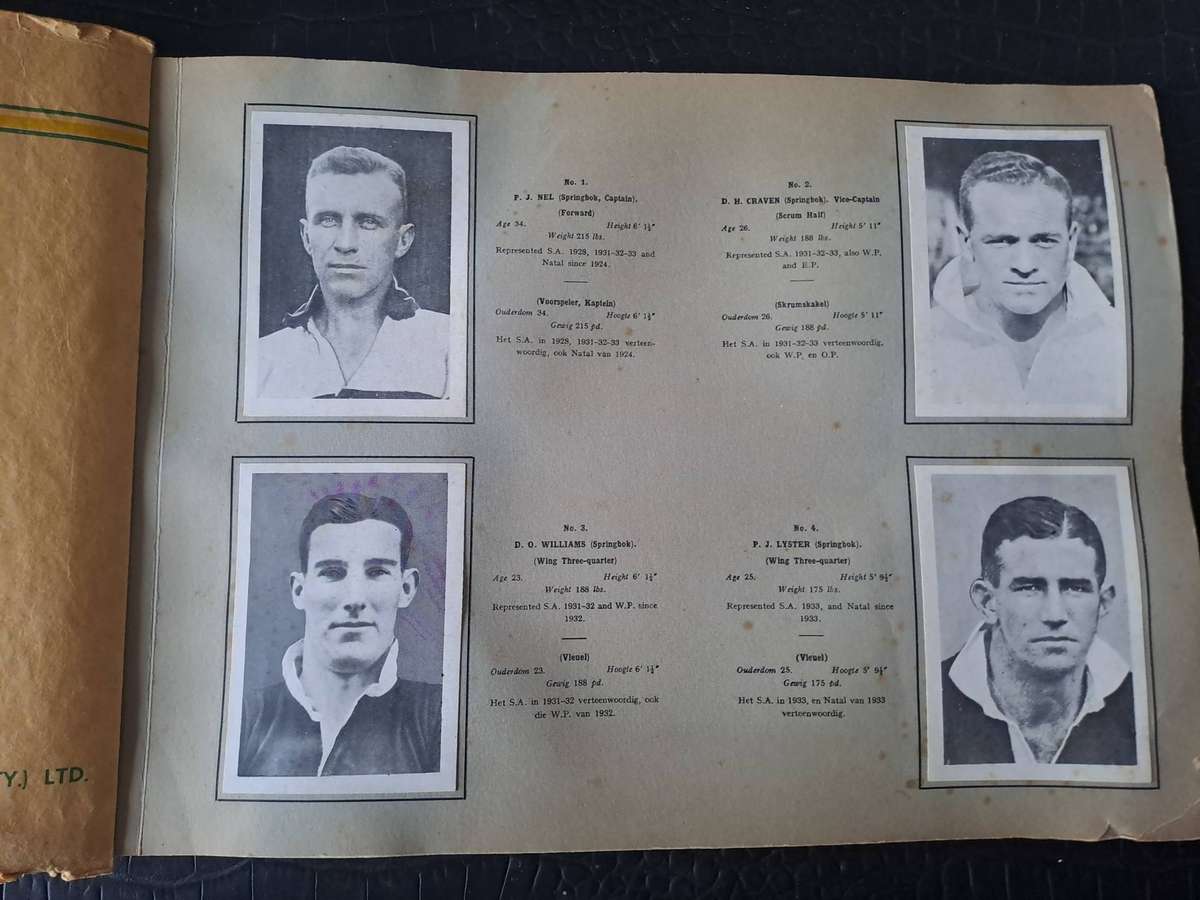 No. 1.
P. J. NEL (Springbok, Captain).
(Forward)
Age 34. Height 6' 1½"
Weight 215 lbs.
Represented S.A. 1928, 1931-32-33 and
Natal since 1924.
(Voorspeler, Kaptein)
Ouderdom 34. Hoogte 6' 1½"
Gewig 215 pd.
Het S.A. in 1928, 1931-32-33 verteen-
woordig, ook Natal van 1924.
No. 2.
D. H. CRAVEN (Springbok). Vice-Captain
(Scrum Half)
Age 26. Height 5' 11"
Weight 188 lbs.
Represented S.A. 1931-32-33, also W.P.
and E.P.
(Skrumskakel)
Ouderdom 26. Hoogte 5' 11"
Gewig 188 pd.
Het S.A. in 1931-32-33 verteenwoordig,
ook W.P. en O.P.
No. 3.
D. O. WILLIAMS (Springbok).
(Wing Three-quarter)
Age 23. Height 6' 1½"
Weight 188 lbs.
Represented S.A. 1931-32 and W.P. since
1932.
(Vleuel)
Ouderdom 23. Hoogte 6' 1½"
Gewig 188 pd.
Het S.A. in 1931-32 verteenwoordig, ook
die W.P. van 1932.
No. 4.
P. J. LYSTER (Springbok).
(Wing Three-quarter)
Age 25. Height 5' 9½"
Weight 175 lbs.
Represented S.A. 1933, and Natal since
1933.
(Vleuel)
Ouderdom 25. Hoogte 5' 9½"
Gewig 175 pd.
Het S.A. in 1933, en Natal van 1933
verteenwoordig.
TY.) LTD.